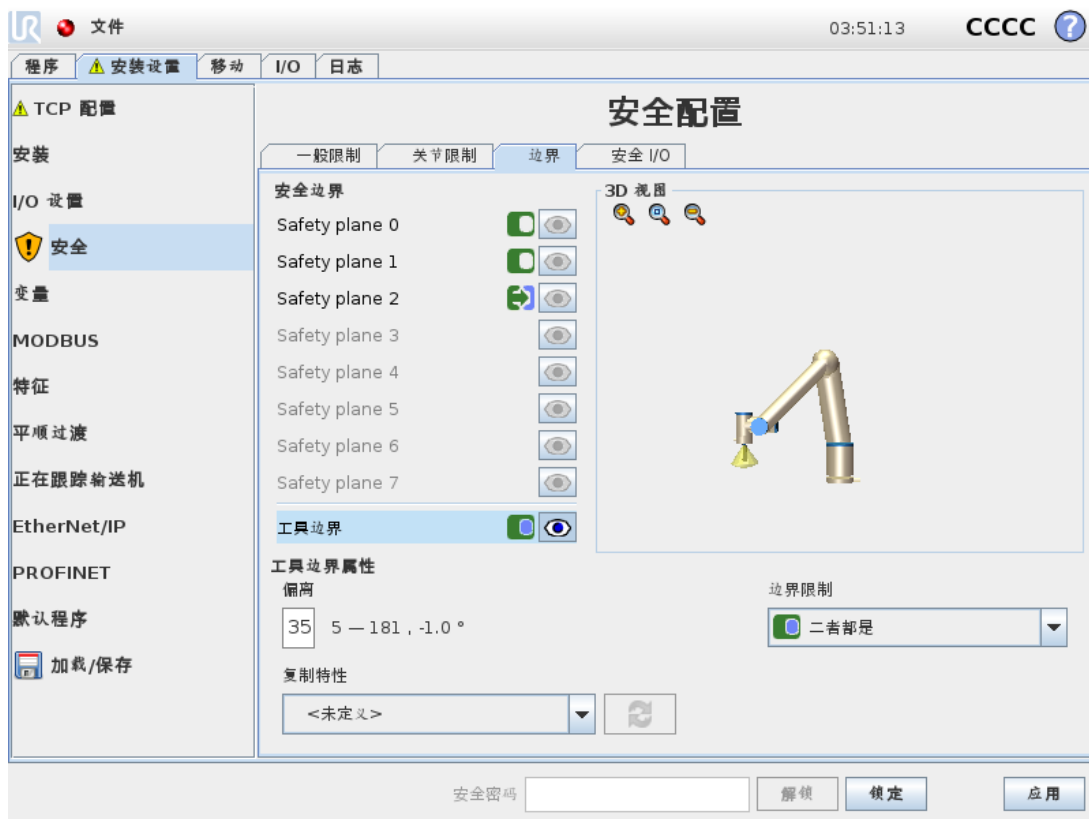 UR 文件 03:51:13 CCCC ?
程序 安装设置 移动 I/O 日志
TCP 配置
安装
I/O 设置
安全
变量
MODBUS
特征
平顺过渡
正在跟踪输送机
EtherNet/IP
PROFINET
默认程序
加载/保存
安全配置
一般限制 关节限制 边界 安全 I/O
安全边界
Safety plane 0
Safety plane 1
Safety plane 2
Safety plane 3
Safety plane 4
Safety plane 5
Safety plane 6
Safety plane 7
工具边界
3D 视图
工具边界属性
偏离
35 5 — 181 , -1.0 °
边界限制
二者都是
复制特性
<未定义>
安全密码 解锁 锁定 应用